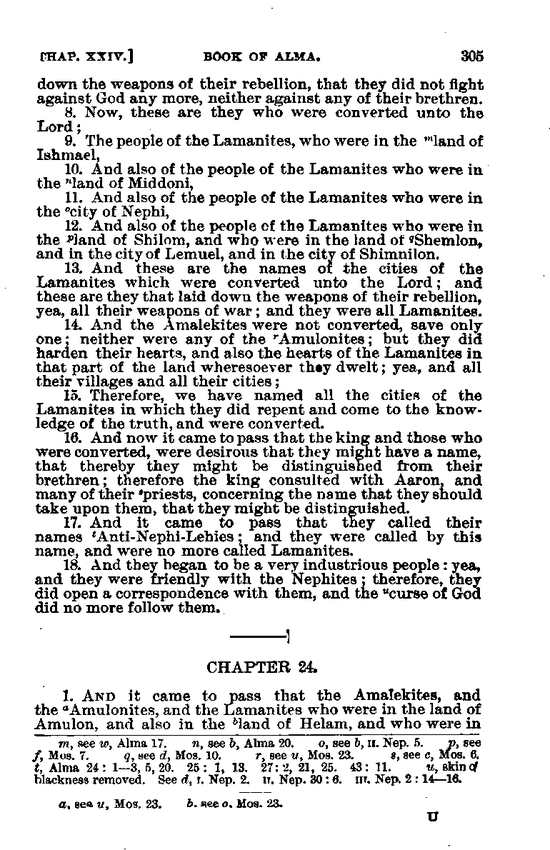 [HAP. XXIV.] BOOK OF ALMA. 305
down the weapons of their rebellion, that they did not fight
against God any more, neither against any of their brethren.
8. Now, these are they who were converted unto the
Lord;
9. The people of the Lamanites, who were in the ᵐland of
Ishmael,
10. And also of the people of the Lamanites who were in
the ⁿland of Middoni,
11. And also of the people of the Lamanites who were in
the ᵒcity of Nephi,
12. And also of the people of the Lamanites who were in
the ᵖland of Shilom, and who were in the land of qShemlon,
and in the city of Lemuel, and in the city of Shimnilon.
13. And these are the names of the cities of the
Lamanites which were converted unto the Lord; and
these are they that laid down the weapons of their rebellion,
yea, all their weapons of war; and they were all Lamanites.
14. And the Amalekites were not converted, save only
one; neither were any of the ʳAmulonites; but they did
harden their hearts, and also the hearts of the Lamanites in
that part of the land wheresoever they dwelt; yea, and all
their villages and all their cities;
15. Therefore, we have named all the cities of the
Lamanites in which they did repent and come to the know-
ledge of the truth, and were converted.
16. And now it came to pass that the king and those who
were converted, were desirous that they might have a name,
that thereby they might be distinguished from their
brethren; therefore the king consulted with Aaron, and
many of their ˢpriests, concerning the name that they should
take upon them, that they might be distinguished.
17. And it came to pass that they called their
names ᵗAnti-Nephi-Lehies; and they were called by this
name, and were no more called Lamanites.
18. And they began to be a very industrious people: yea,
and they were friendly with the Nephites; therefore, they
did open a correspondence with them, and the ᵘcurse of God
did no more follow them.
CHAPTER 24.
1. AND it came to pass that the Amalekites, and
the ᵃAmulonites, and the Lamanites who were in the land of
Amulon, and also in the ᵇland of Helam, and who were in
m, see w, Alma 17. n, see b, Alma 20. o, see b, II. Nep. 5. p, see
f, Mos. 7. q, see d, Mos. 10. r, see u, Mos. 23. s, see c, Mos. 6.
t, Alma 24: 1—3, 5, 20. 25: 1, 13. 27: 2, 21, 25. 43: 11. u, skin of
blackness removed. See d, I. Nep. 2. II. Nep. 30: 6. III. Nep. 2: 14—16.
a, see u, Mos. 23. b. see o. Mos. 23.
U